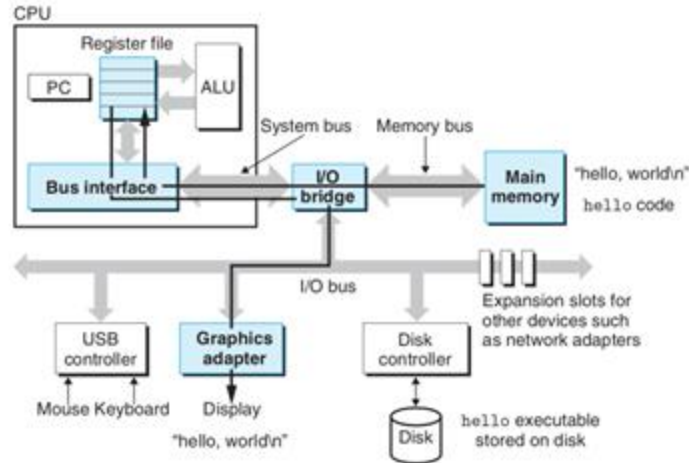 CPU
Register file
PC
ALU
System bus
Memory bus
Bus interface
I/O
bridge
Main
memory
"hello, world\n"
hello code
I/O bus
Expansion slots for
other devices such
as network adapters
USB
controller
Graphics
adapter
Disk
controller
Mouse Keyboard
Display
"hello, world\n"
Disk
hello executable
stored on disk